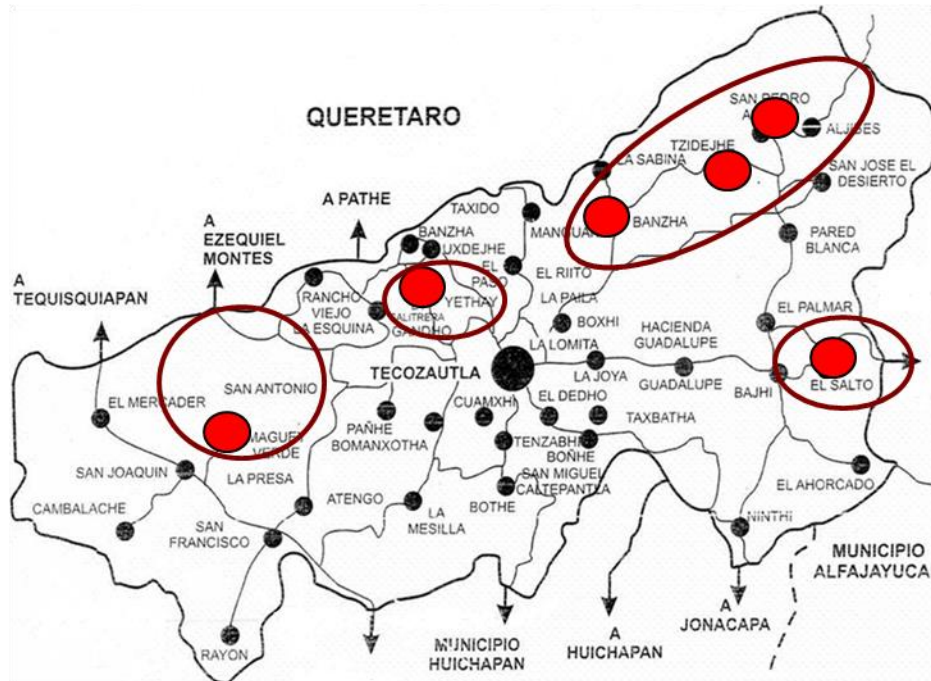 QUERETARO
SAN PEDRO
ALJIBES
TZIDEJHE
LA SABINA
SAN JOSE EL
DESIERTO
A PATHE
TAXIDO
BANZHA
BANZHA
UXDEJHE
A
EZEQUIEL
MONTES
PARED
BLANCA
EL
PASO
EL RIITO
A
TEQUISQUIAPAN
RANCHO
VIEJO
LA ESQUINA
YETHAY
GANDHO
LA PAILA
EL PALMAR
BOXHI
HACIENDA
GUADALUPE
LA LOMITA
TECOZAUTLA
LA JOYA
GUADALUPE
BAJHI
EL SALTO
SAN ANTONIO
EL MERCADER
CUAMXHI
EL DEDHO
TAXBATHA
PAÑHE
BOMANXOTHA
MAGUEY
VERDE
TENZABHI
BOÑHE
SAN JOAQUIN
LA PRESA
SAN MIGUEL
CALTEPANTLA
EL AHORCADO
CAMBALACHE
ATENGO
LA
MESILLA
BOTHE
SAN
FRANCISCO
NINTHI
MUNICIPIO
ALFAJAYUCA
A
JONACAPA
MUNICIPIO
HUICHAPAN
A
HUICHAPAN
RAYON